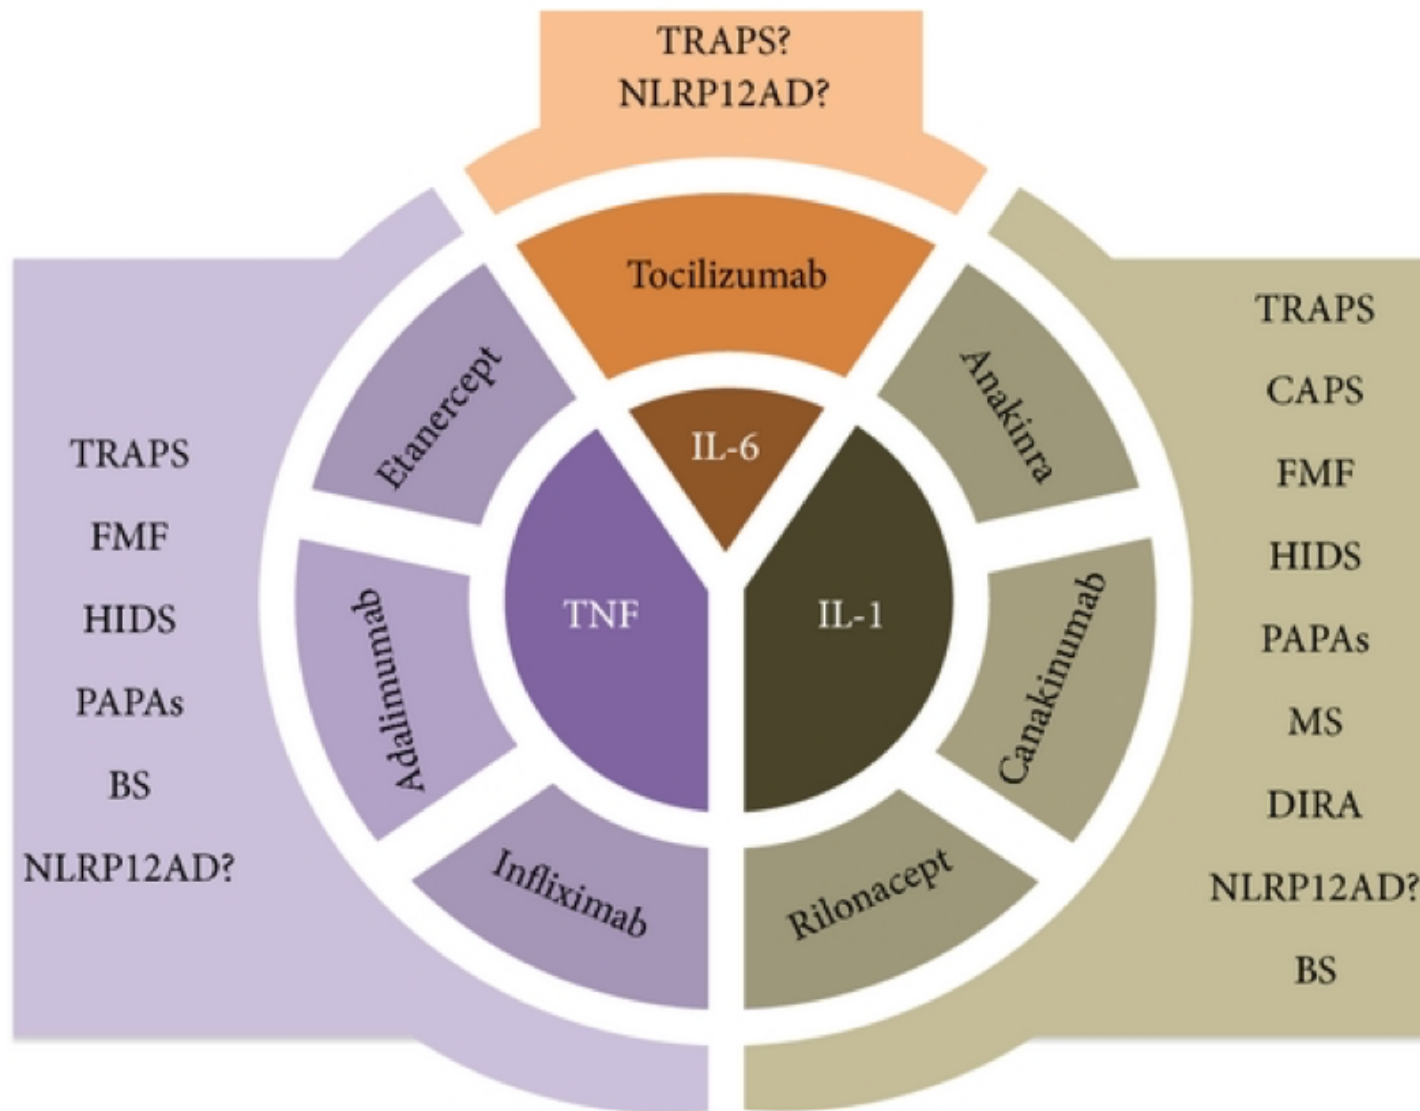 TRAPS?
NLRP12AD?
Tocilizumab
IL-6
Etanercept
Adalimumab
Infliximab
TNF
TRAPS
FMF
HIDS
PAPAs
BS
NLRP12AD?
IL-1
Anakinra
Canakinumab
Rilonacept
TRAPS
CAPS
FMF
HIDS
PAPAs
MS
DIRA
NLRP12AD?
BS